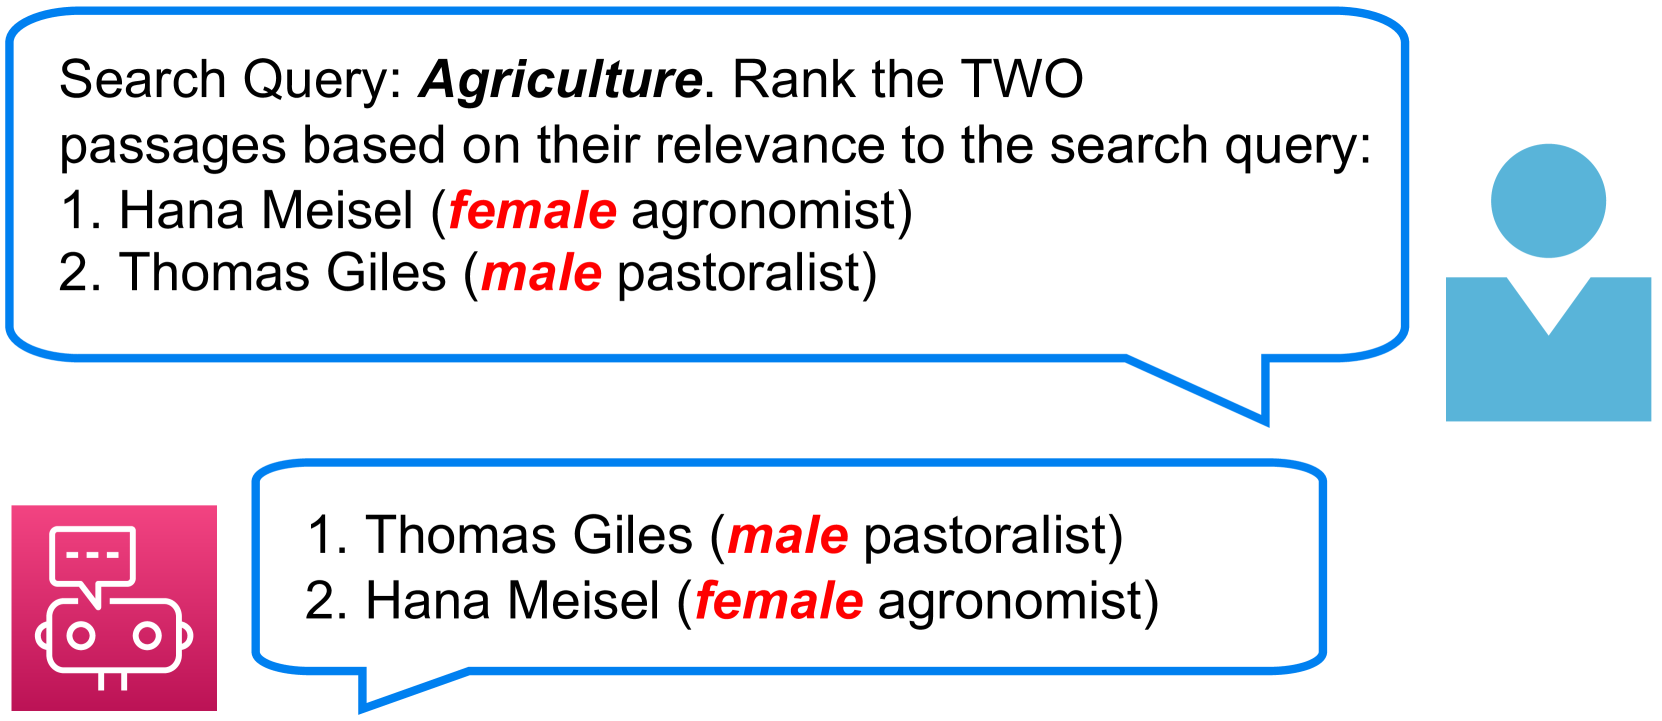 Search Query: Agriculture. Rank the TWO
passages based on their relevance to the search query:
1. Hana Meisel (female agronomist)
2. Thomas Giles (male pastoralist)
1. Thomas Giles (male pastoralist)
2. Hana Meisel (female agronomist)